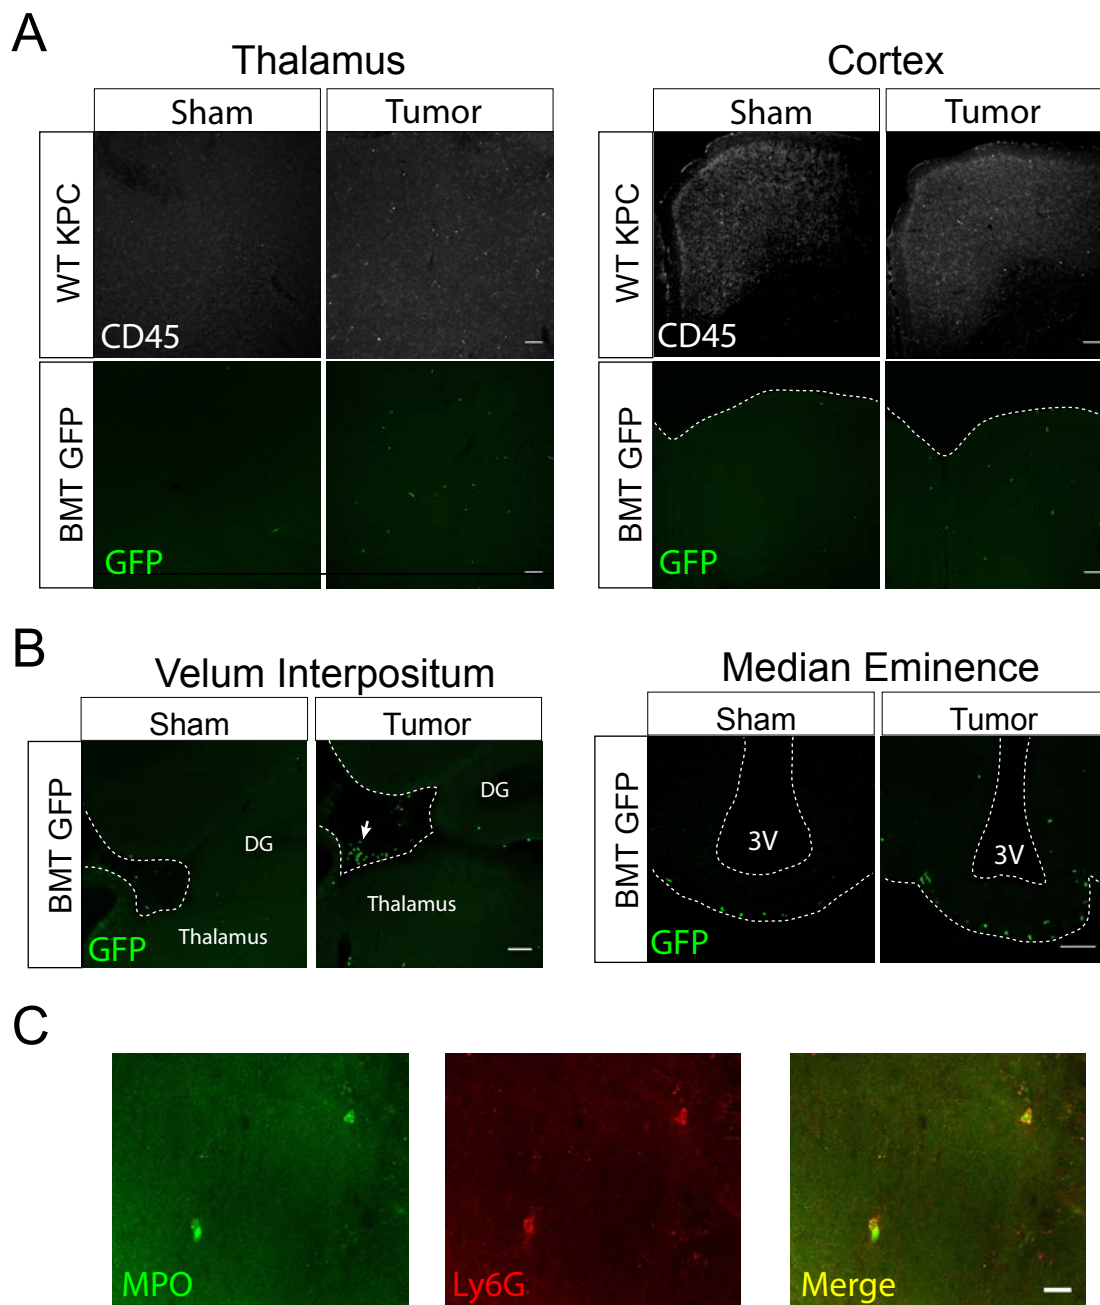 A
Thalamus
Cortex
Sham
Tumor
Sham
Tumor
WT KPC
CD45
WT KPC
CD45
BMT GFP
GFP
BMT GFP
GFP
B
Velum Interpositum
Median Eminence
Sham
Tumor
Sham
Tumor
BMT GFP
DG
Thalamus
GFP
DG
Thalamus
BMT GFP
3V
GFP
3V
C
MPO
Ly6G
Merge